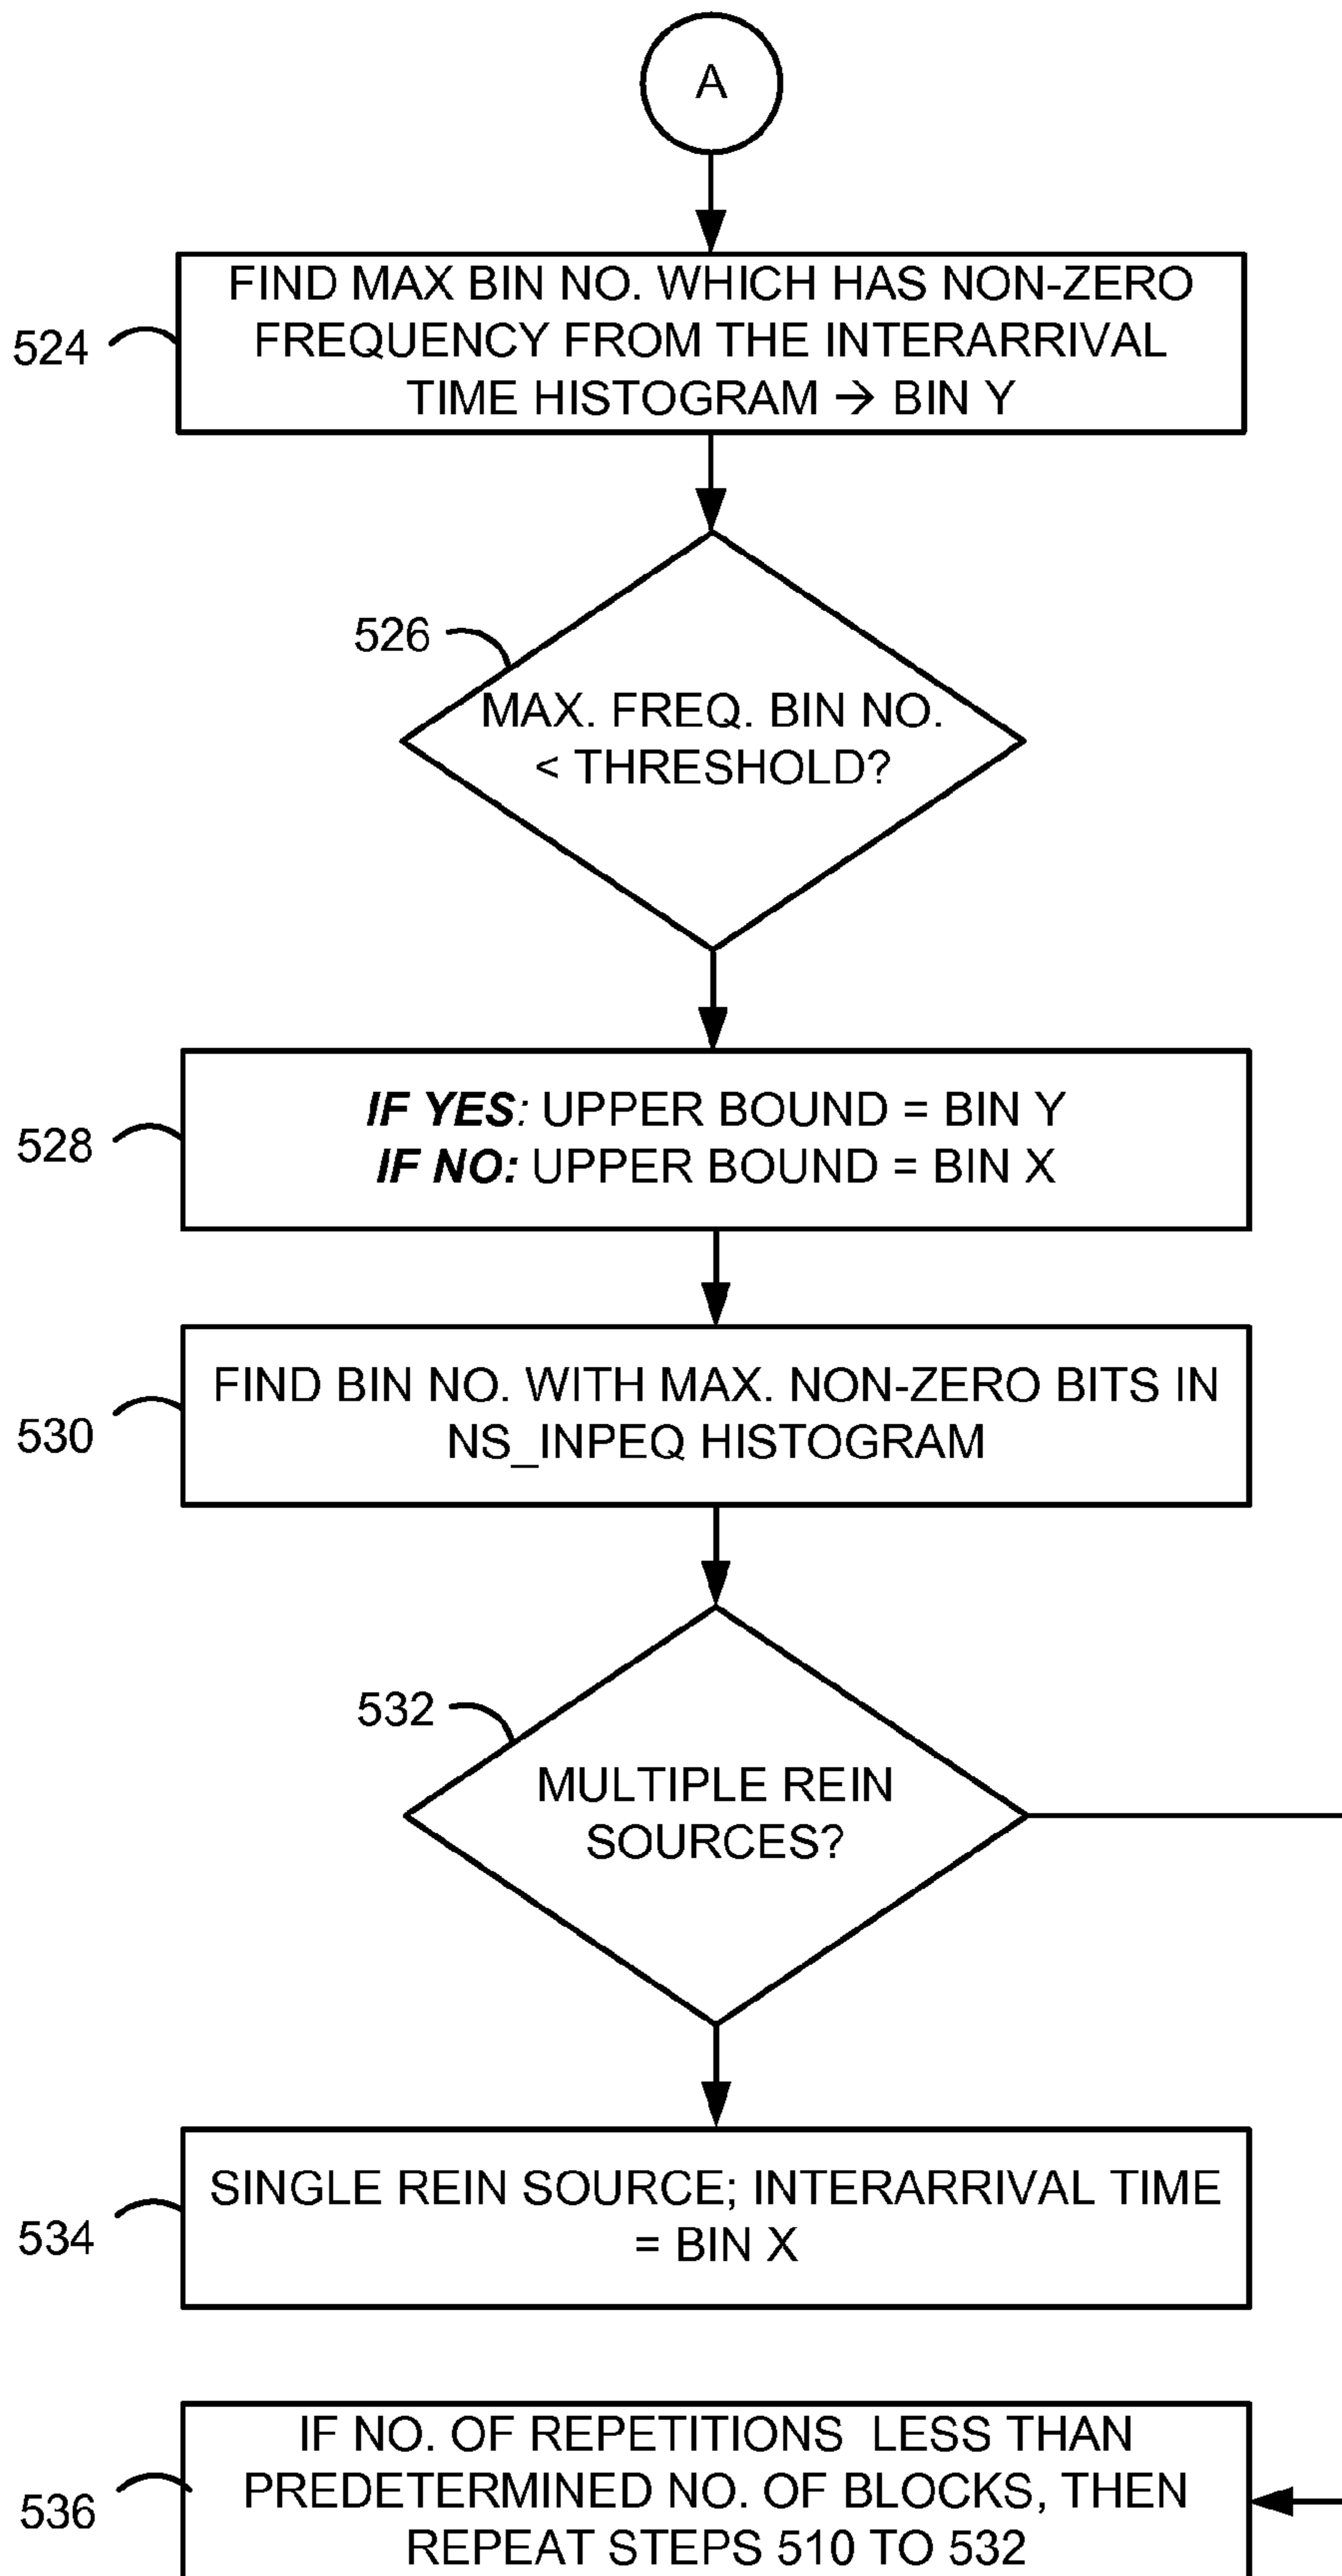 A
524
FIND MAX BIN NO. WHICH HAS NON-ZERO
FREQUENCY FROM THE INTERARRIVAL
TIME HISTOGRAM → BIN Y
526
MAX. FREQ. BIN NO.
< THRESHOLD?
528
IF YES: UPPER BOUND = BIN Y
IF NO: UPPER BOUND = BIN X
530
FIND BIN NO. WITH MAX. NON-ZERO BITS IN
NS_INPEQ HISTOGRAM
532
MULTIPLE REIN
SOURCES?
534
SINGLE REIN SOURCE; INTERARRIVAL TIME
= BIN X
536
IF NO. OF REPETITIONS LESS THAN
PREDETERMINED NO. OF BLOCKS, THEN
REPEAT STEPS 510 TO 532